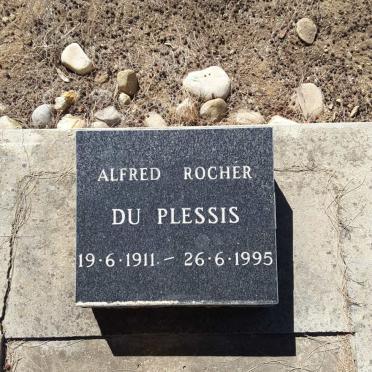 ALFRED ROCHER
DU PLESSIS
19·6·1911·– 26·6·1995